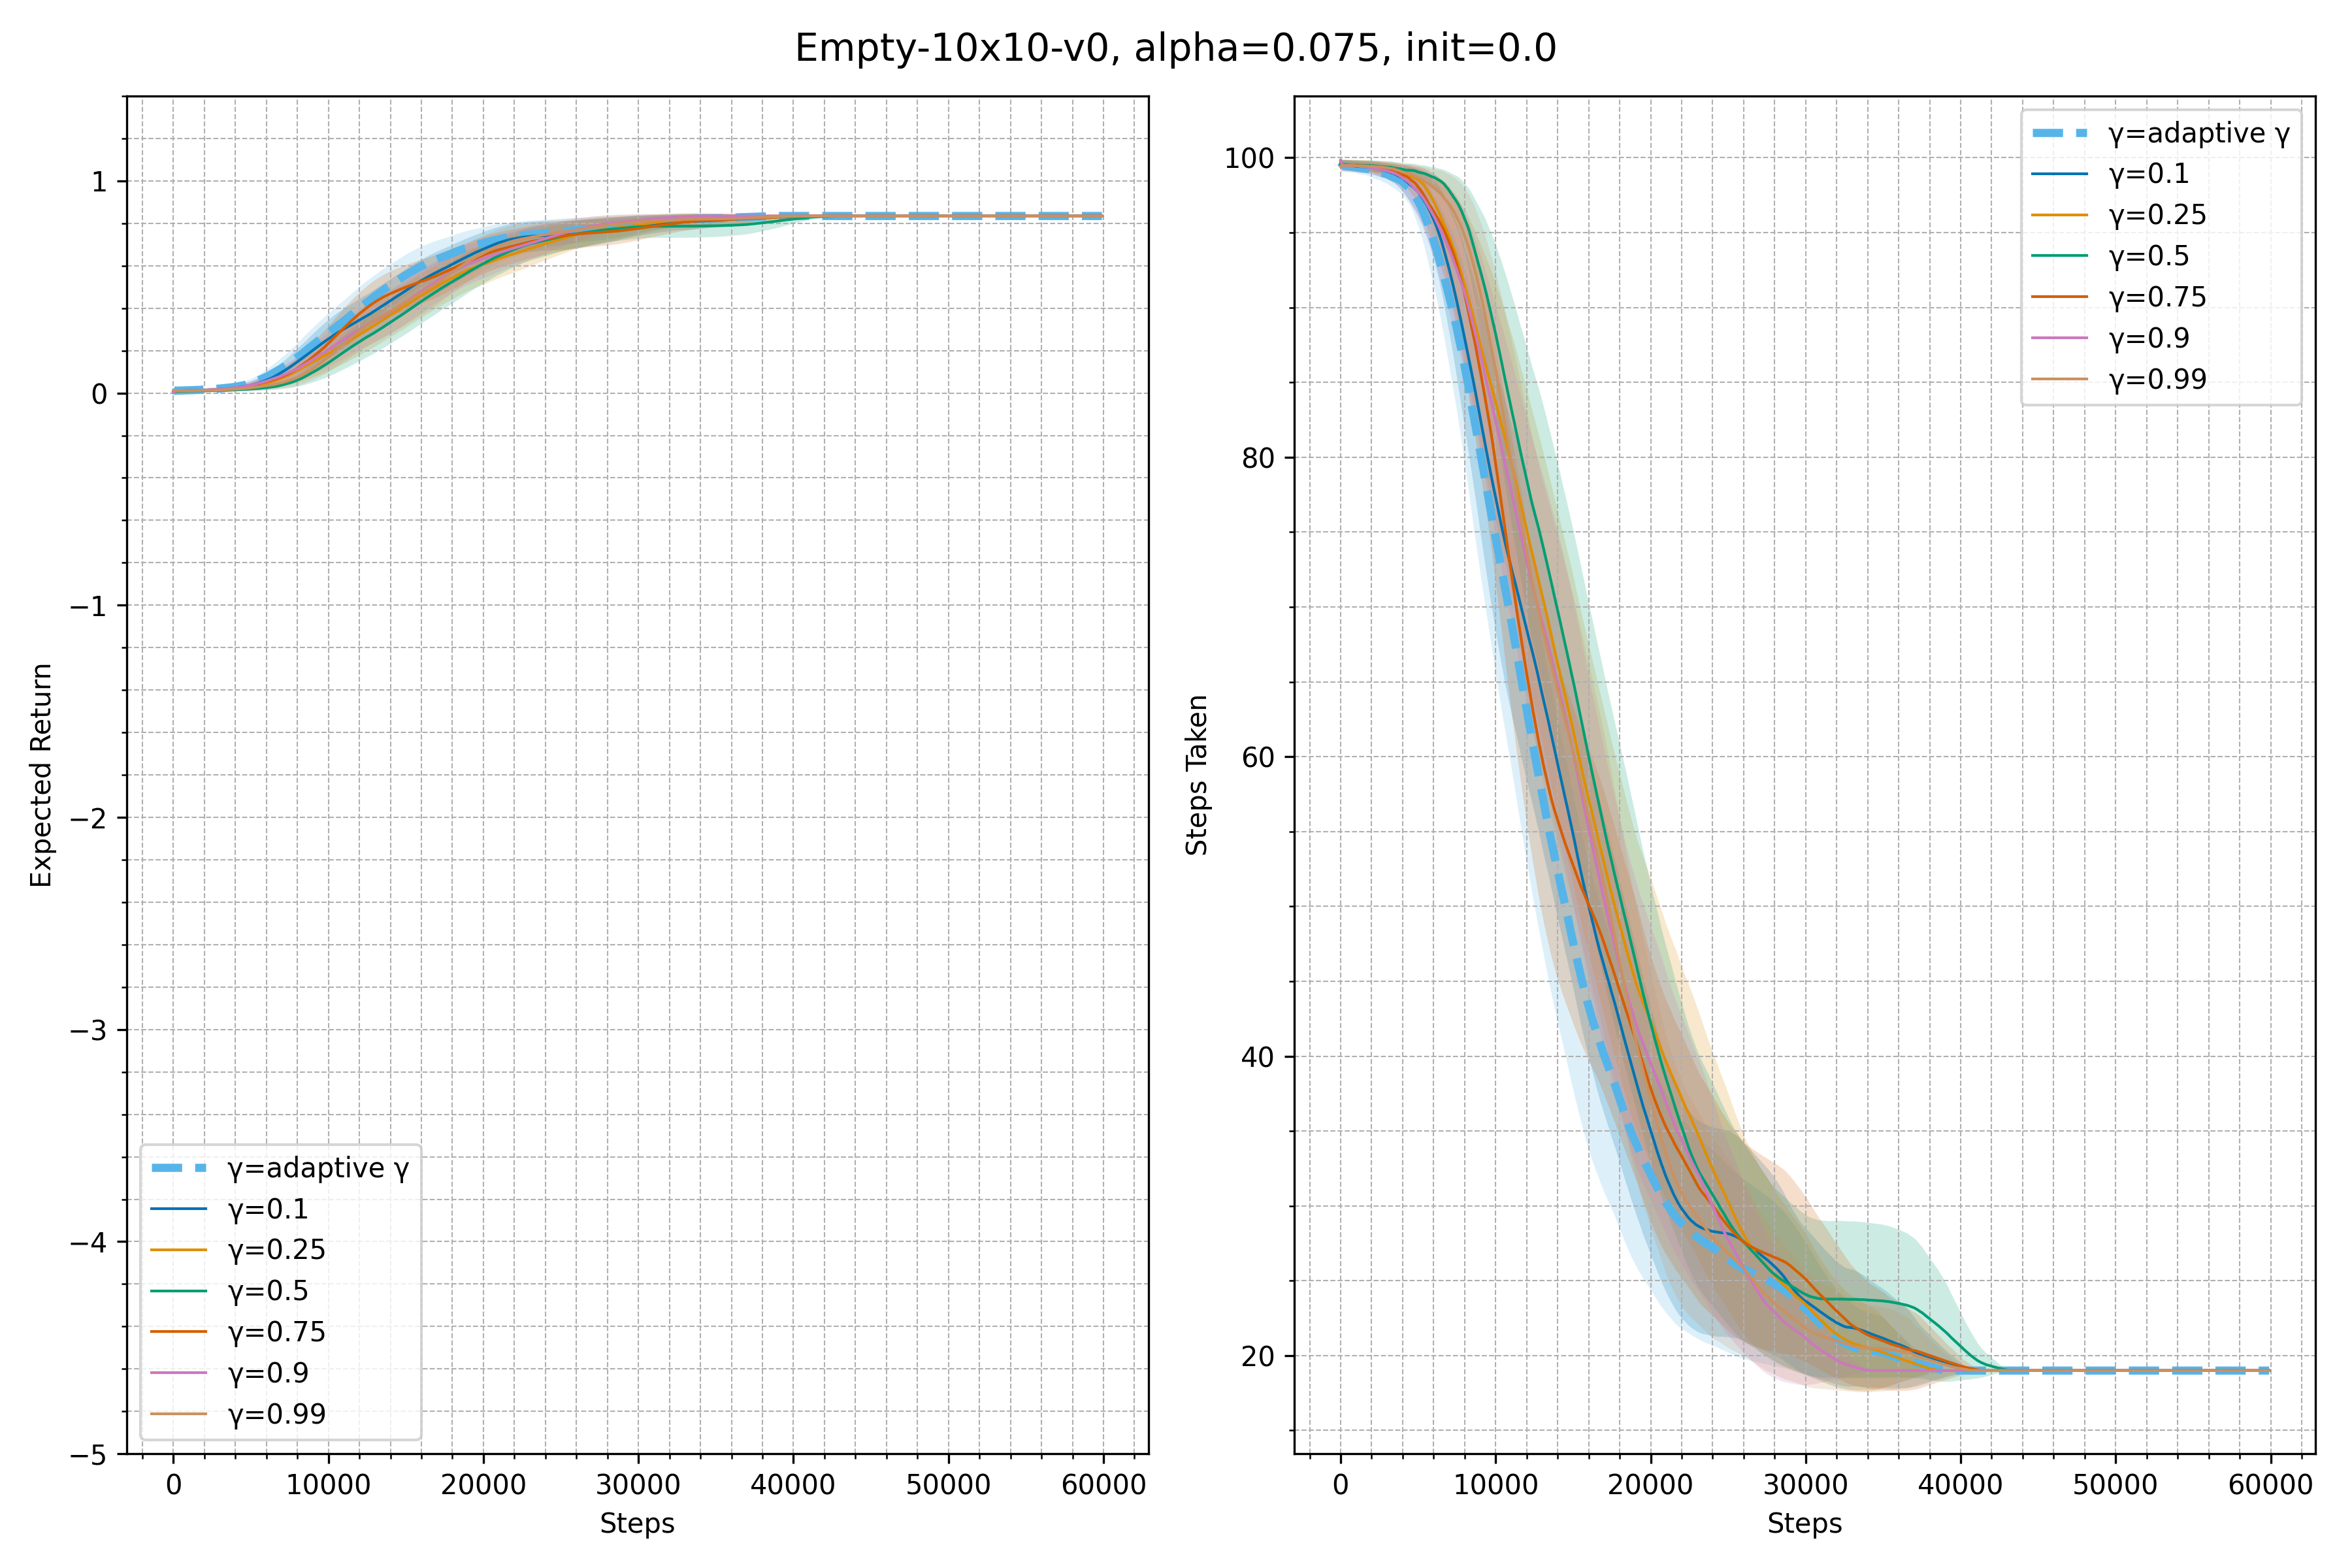 Empty-10x10-v0, alpha=0.075, init=0.0
Expected Return
1
0
−1
−2
−3
−4
−5
γ=adaptive γ
γ=0.1
γ=0.25
γ=0.5
γ=0.75
γ=0.9
γ=0.99
0 10000 20000 30000 40000 50000 60000
Steps
Steps Taken
100
80
60
40
20
γ=adaptive γ
γ=0.1
γ=0.25
γ=0.5
γ=0.75
γ=0.9
γ=0.99
0 10000 20000 30000 40000 50000 60000
Steps